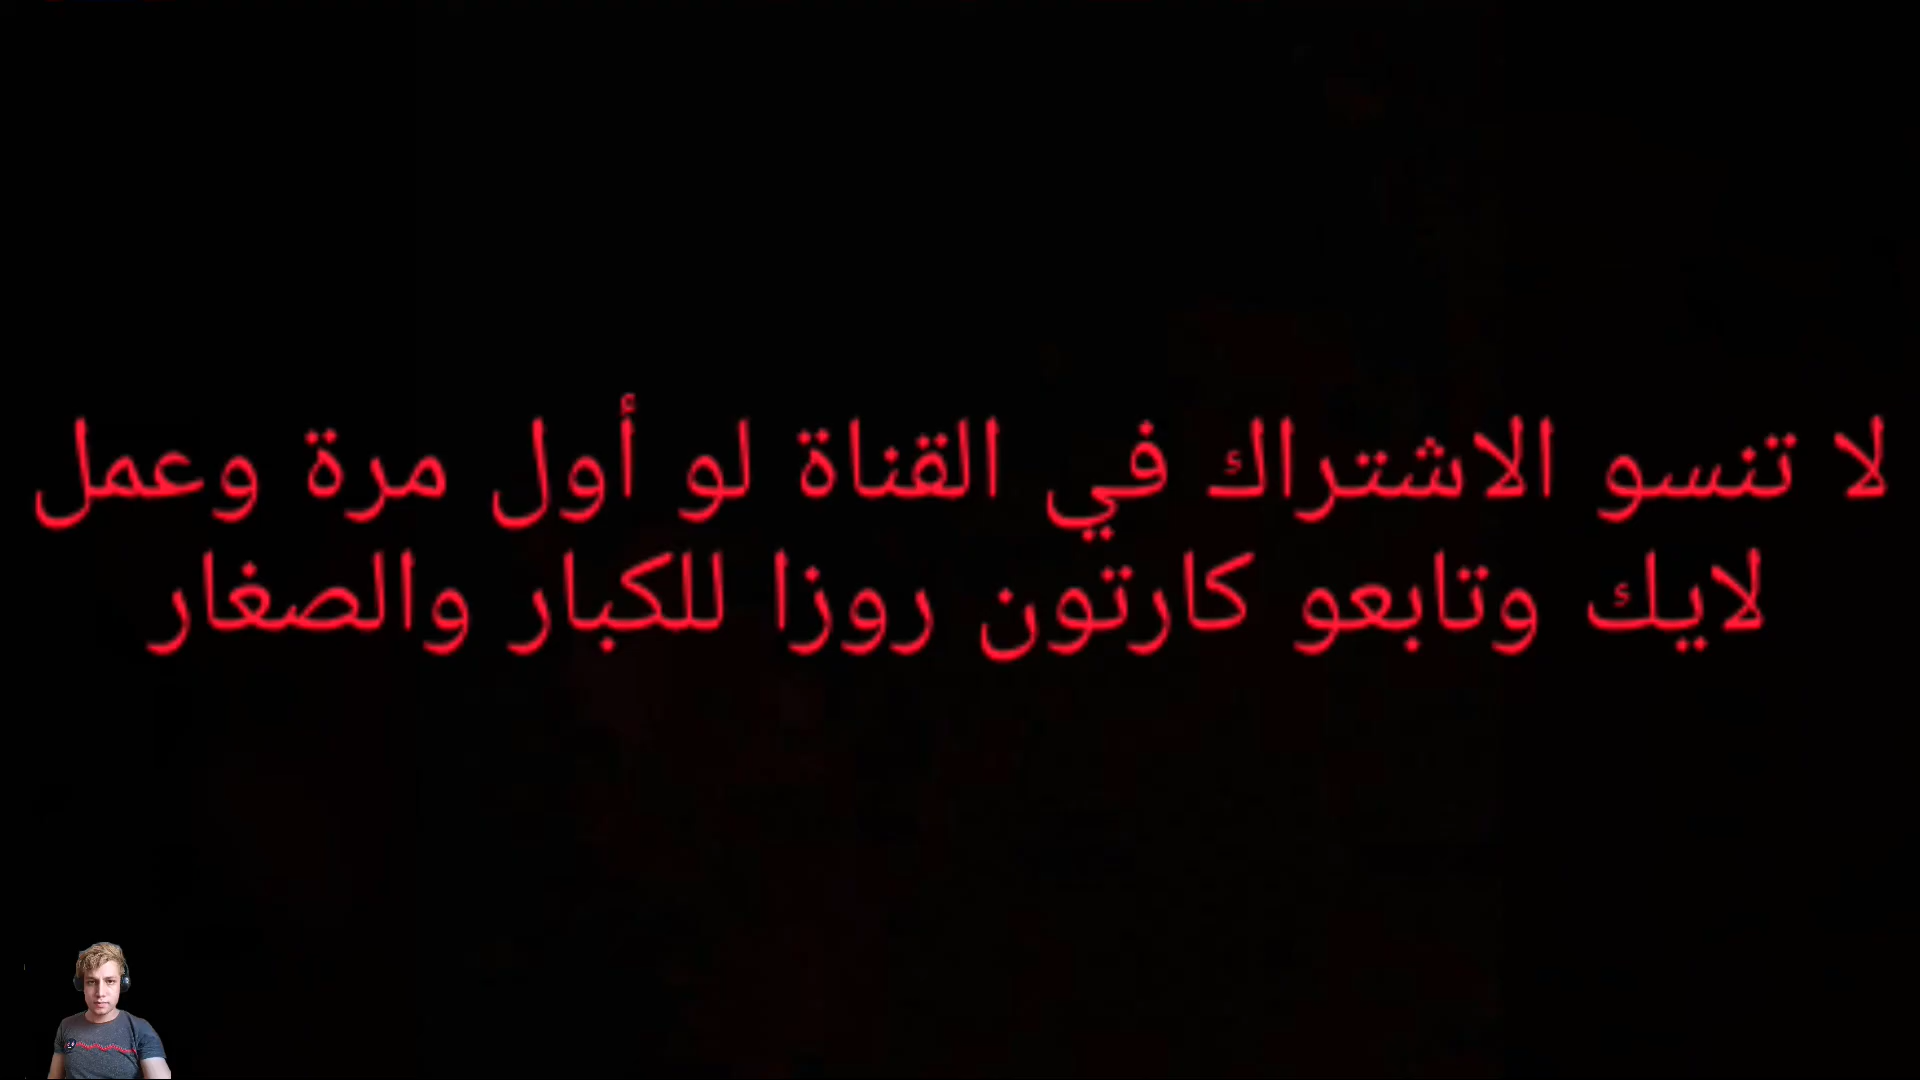 لا تنسو الاشتراك في القناة لو أول مرة وعمل
لايك وتابعو كارتون روزا للكبار والصغار